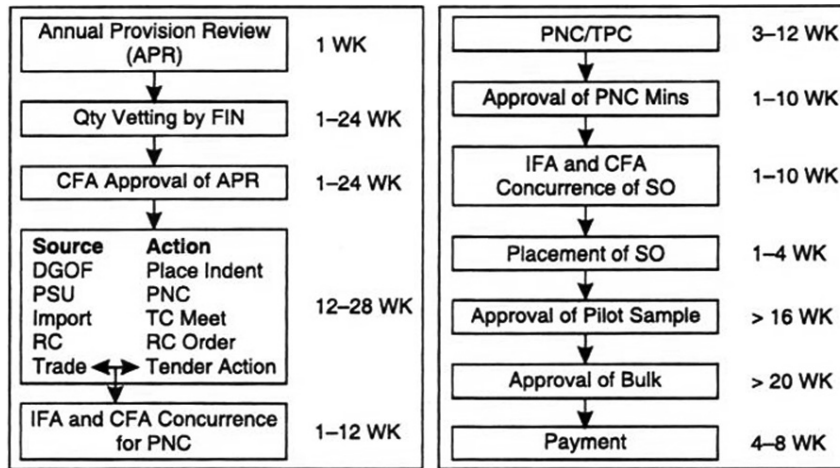 Annual Provision Review
(APR)
1 WK
Qty Vetting by FIN
1–24 WK
CFA Approval of APR
1–24 WK
Source Action
DGOF Place Indent
PSU PNC
Import TC Meet
RC RC Order
Trade Tender Action
12–28 WK
IFA and CFA Concurrence
for PNC
1–12 WK
PNC/TPC
3–12 WK
Approval of PNC Mins
1–10 WK
IFA and CFA
Concurrence of SO
1–10 WK
Placement of SO
1–4 WK
Approval of Pilot Sample
> 16 WK
Approval of Bulk
> 20 WK
Payment
4–8 WK